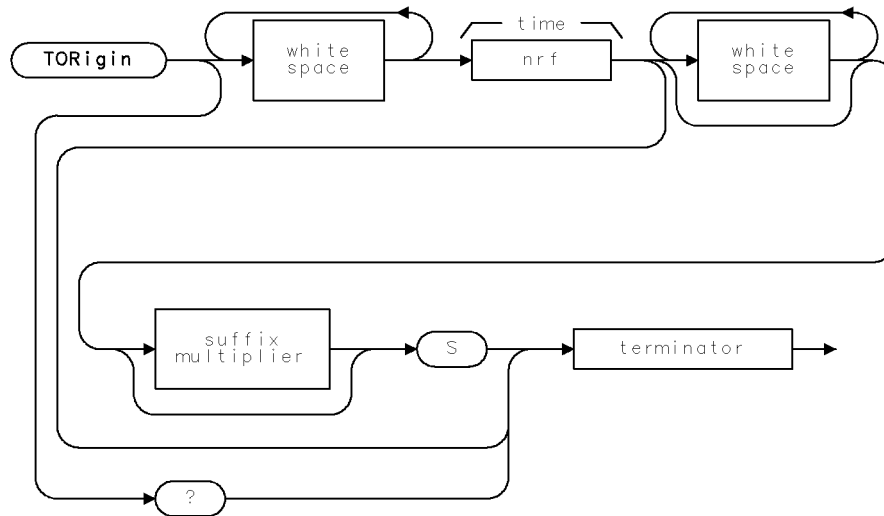 time
TORigin
white
space
nrf
white
space
suffix
multiplier
S
terminator
?